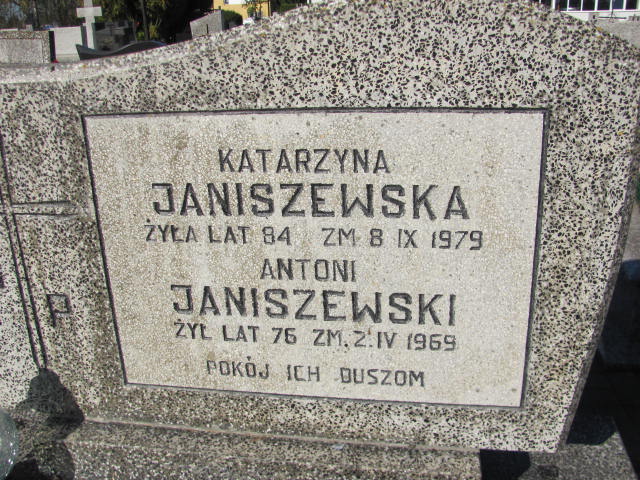 KATARZYNA
JANISZEWSKA
ŻYŁA LAT 84 ZM 8 IX 1979
ANTONI
JANISZEWSKI
ŻYŁ LAT 76 ZM. 2 IV 1969
POKÓJ ICH DUSZOM
P